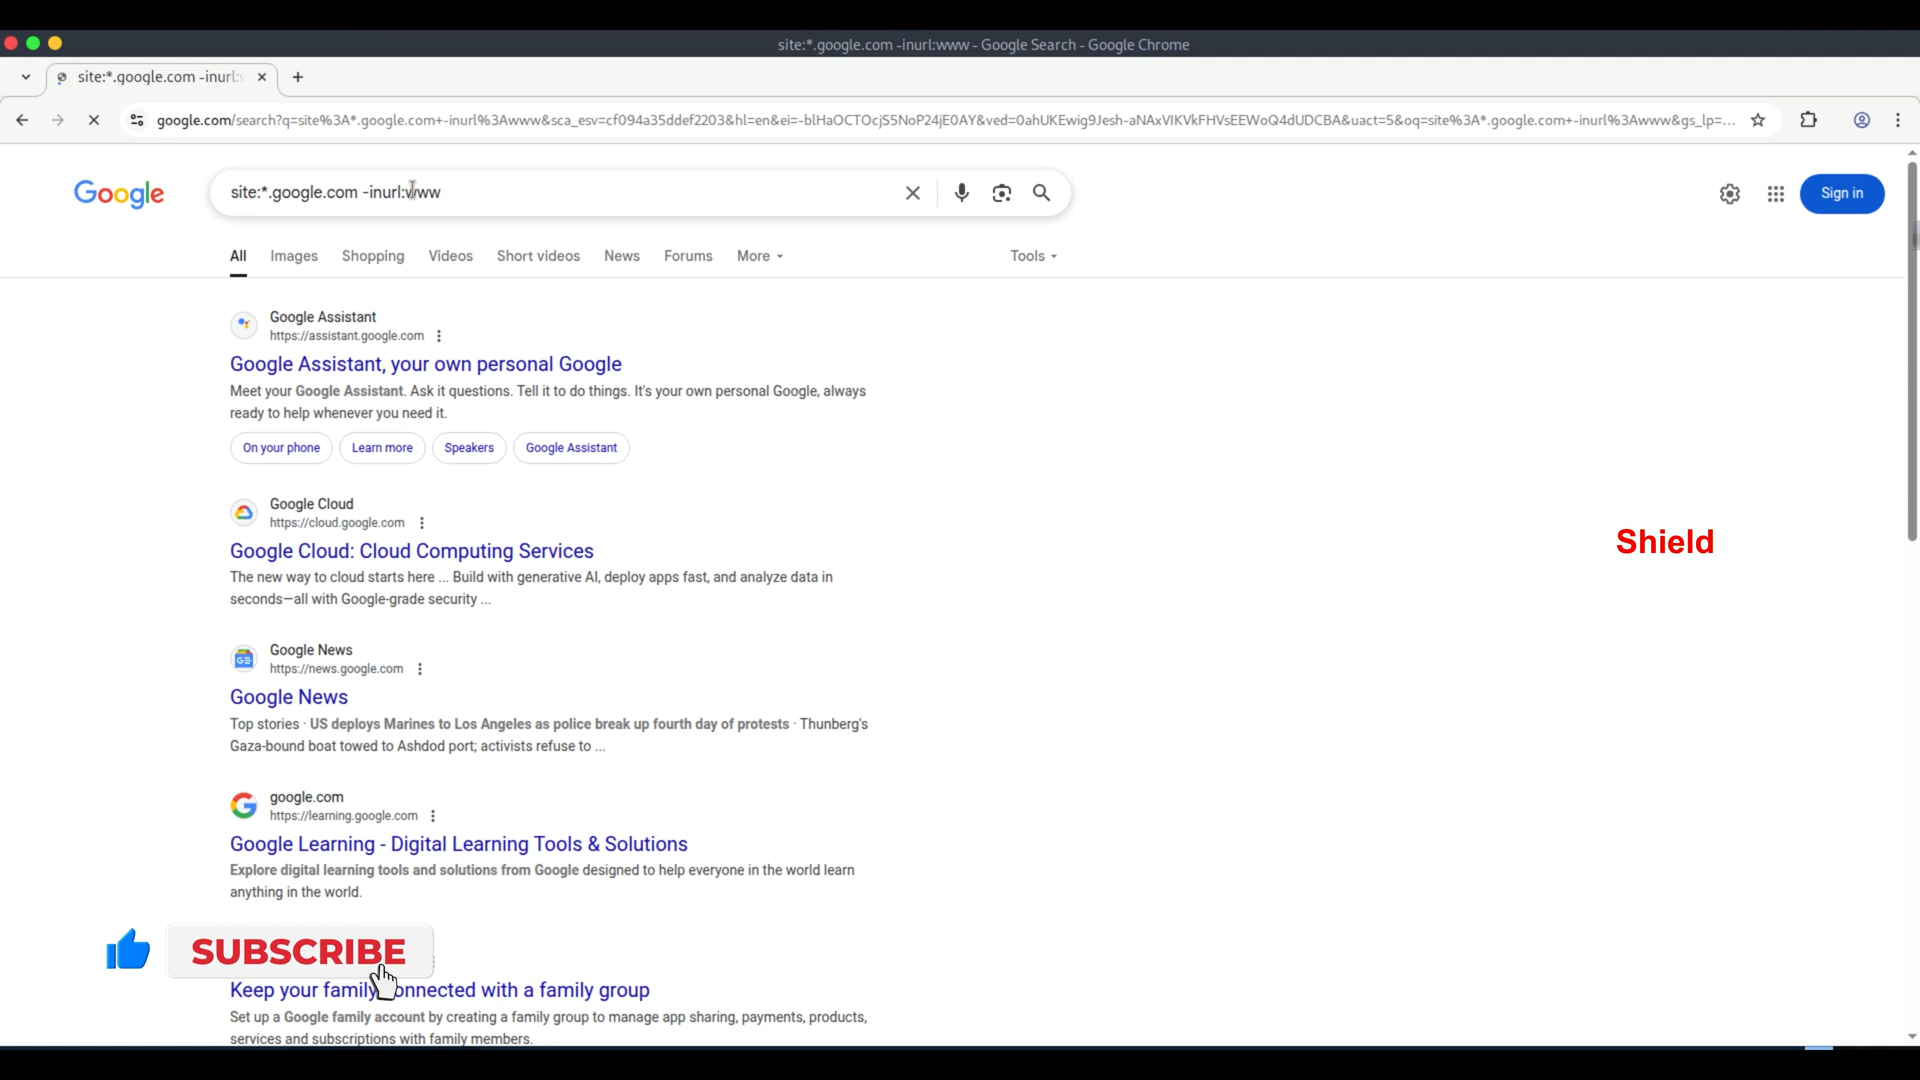 site:*.google.com -inurl:www - Google Search - Google Chrome
site:*.google.com -inurl:w
google.com/search?q=site%3A*.google.com+-inurl%3Awww&sca_esv=cf094a35ddef2203&hl=en&ei=-blHaOCTOcjS5NoP24jE0AY&ved=0ahUKEwig9Jesh-aNAxVIKVkFHVsEEWoQ4dUDCBA&uact=5&oq=site%3A*.google.com+-inurl%3Awww&gs_lp=...
Google
site:*.google.com -inurl:www
Sign in
All Images Shopping Videos Short videos News Forums More Tools
Google Assistant
https://assistant.google.com
Google Assistant, your own personal Google
Meet your Google Assistant. Ask it questions. Tell it to do things. It's your own personal Google, always
ready to help whenever you need it.
On your phone Learn more Speakers Google Assistant
Google Cloud
https://cloud.google.com
Google Cloud: Cloud Computing Services
The new way to cloud starts here ... Build with generative AI, deploy apps fast, and analyze data in
seconds—all with Google-grade security ...
Shield
Google News
https://news.google.com
Google News
Top stories · US deploys Marines to Los Angeles as police break up fourth day of protests · Thunberg's
Gaza-bound boat towed to Ashdod port; activists refuse to ...
google.com
https://learning.google.com
Google Learning - Digital Learning Tools & Solutions
Explore digital learning tools and solutions from Google designed to help everyone in the world learn
anything in the world.
SUBSCRIBE
Keep your family connected with a family group
Set up a Google family account by creating a family group to manage app sharing, payments, products,
services and subscriptions with family members.